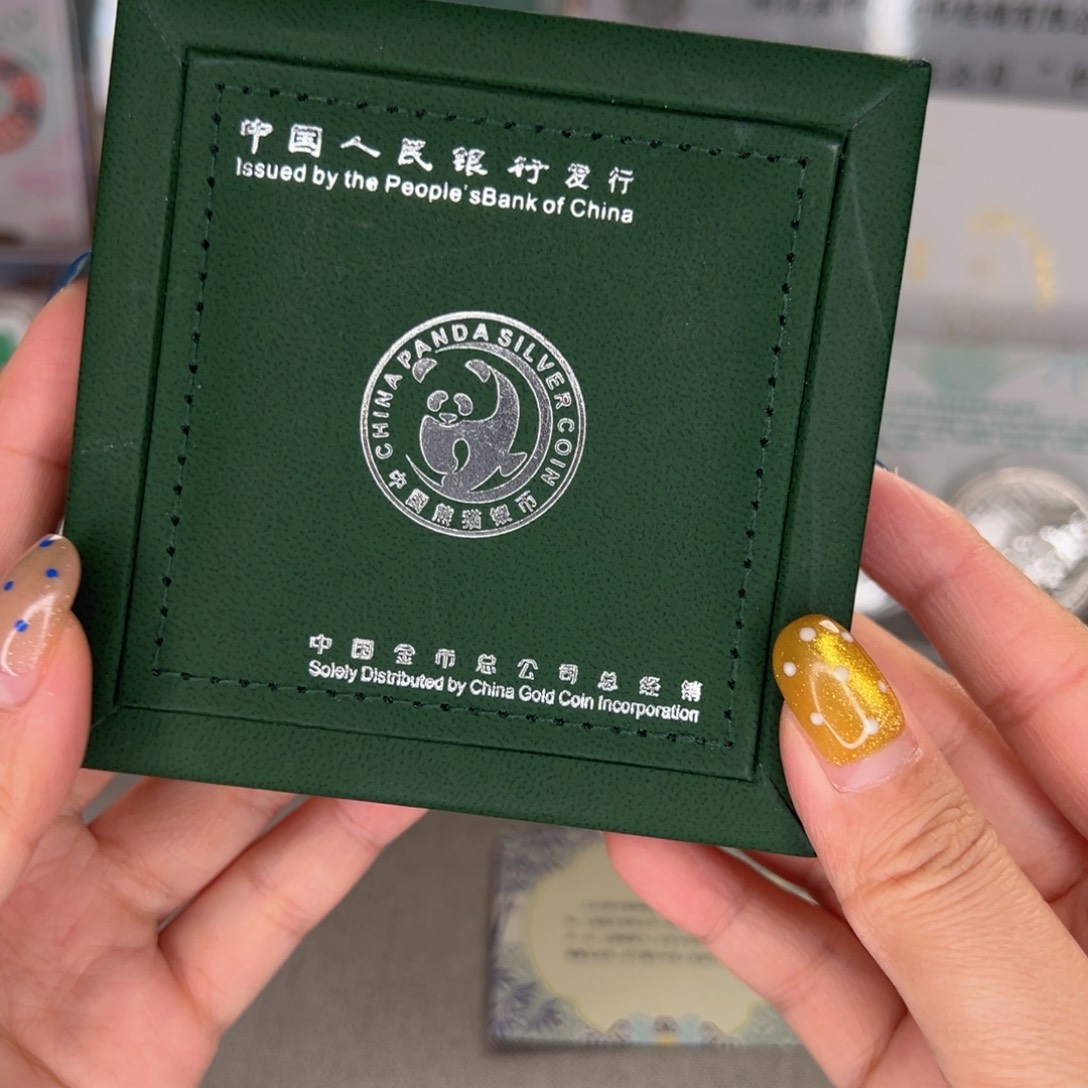 中国人民银行发行
Issued by the People'sBank of China
CHINA PANDA SILVER COIN
中国熊猫银币
中国金币总公司总经销
Solely Distributed by China Gold Coin Incorporation